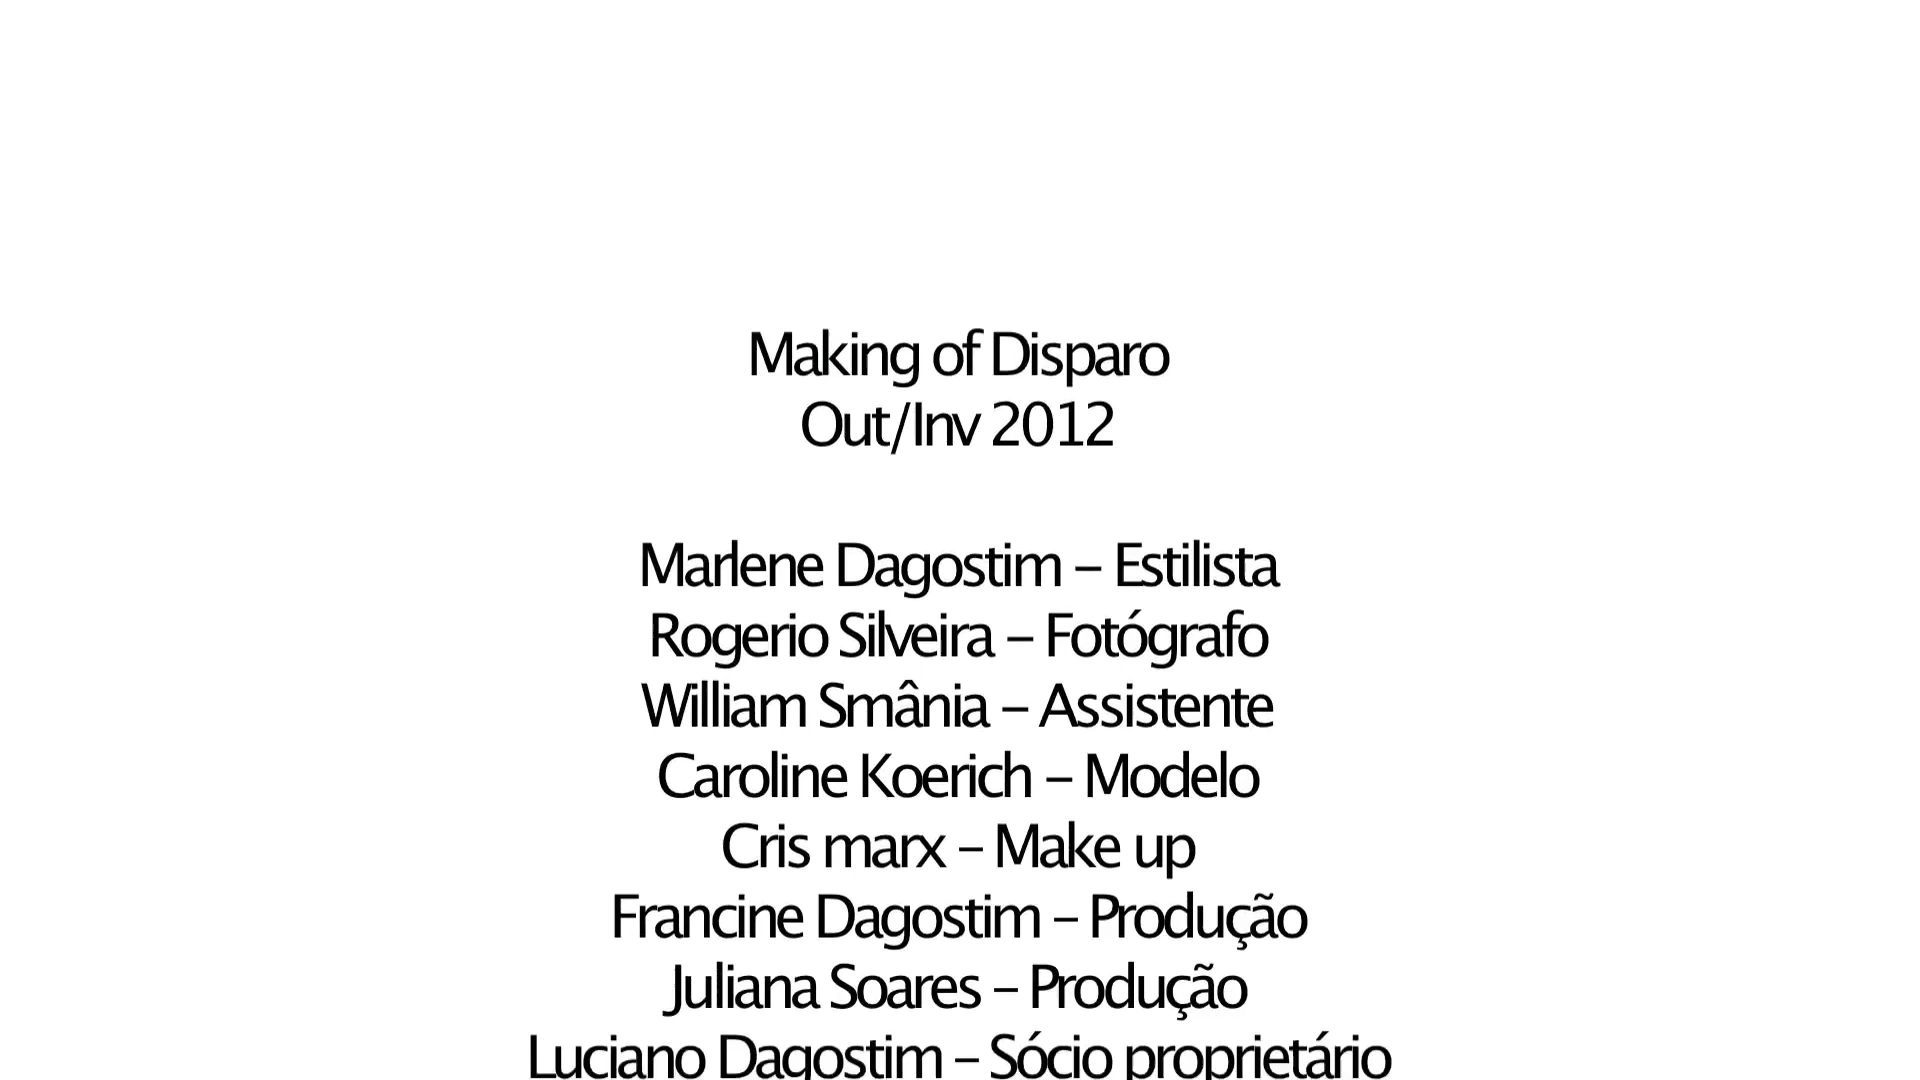 Making of Disparo
Out/Inv 2012
Marlene Dagostim – Estilista
Rogerio Silveira – Fotógrafo
William Smânia – Assistente
Caroline Koerich – Modelo
Cris marx – Make up
Francine Dagostim – Produção
Juliana Soares – Produção
Luciano Dagostim – Sócio proprietário